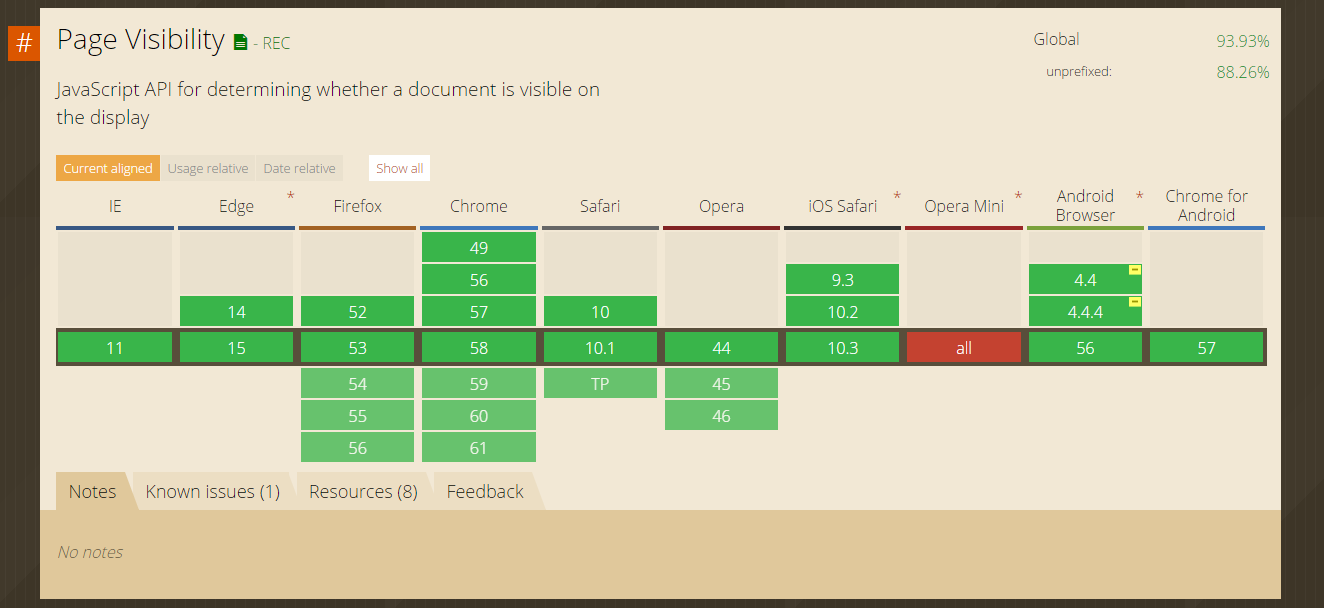 #
Page Visibility - REC
Global 93.93%
unprefixed: 88.26%
JavaScript API for determining whether a document is visible on
the display
Current aligned Usage relative Date relative Show all
IE Edge * Firefox Chrome Safari Opera iOS Safari * Opera Mini * Android Browser * Chrome for Android
49
56 9.3 4.4
14 52 57 10 10.2 4.4.4
11 15 53 58 10.1 44 10.3 all 56 57
54 59 TP 45
55 60 46
56 61
Notes Known issues (1) Resources (8) Feedback
No notes